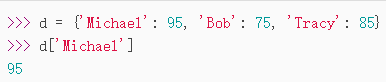 >>> d = {'Michael': 95, 'Bob': 75, 'Tracy': 85}
>>> d['Michael']
95